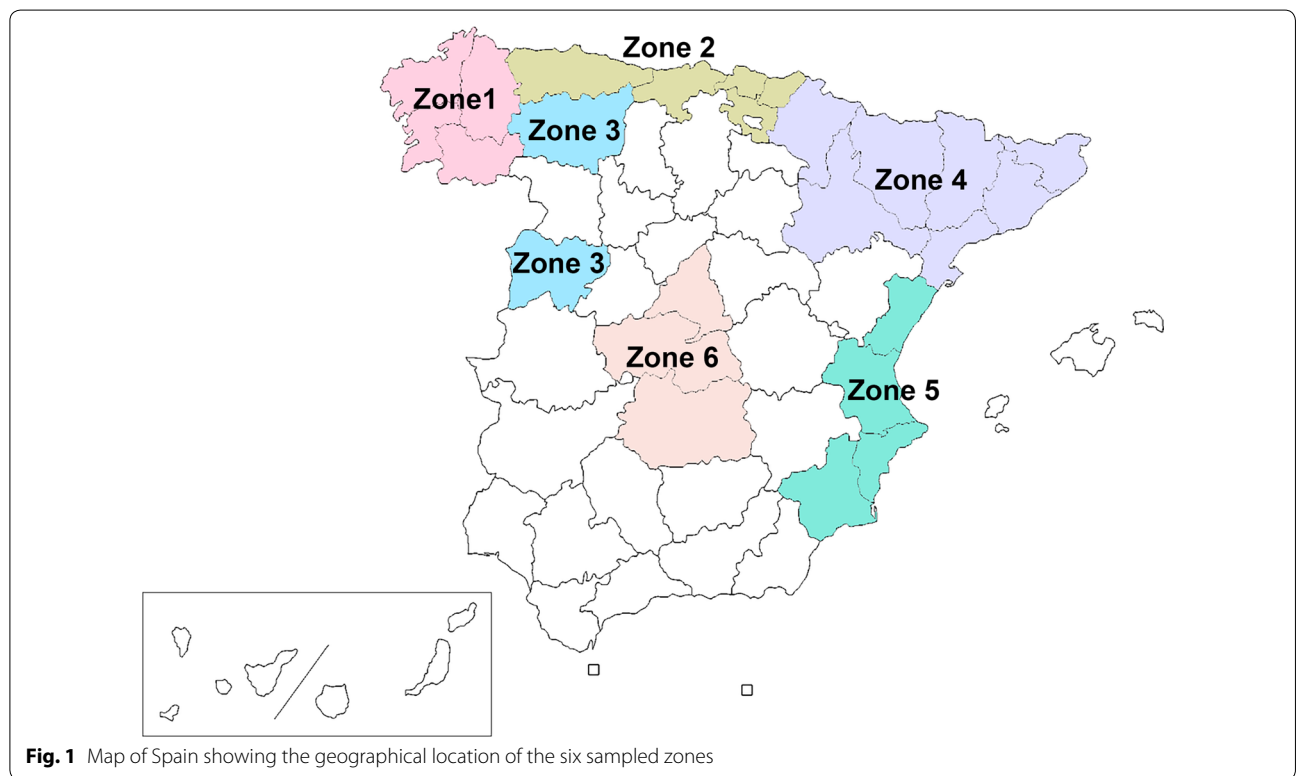 Zone 2
Zone1
Zone 3
Zone 4
Zone 3
Zone 6
Zone 5
Fig. 1 Map of Spain showing the geographical location of the six sampled zones